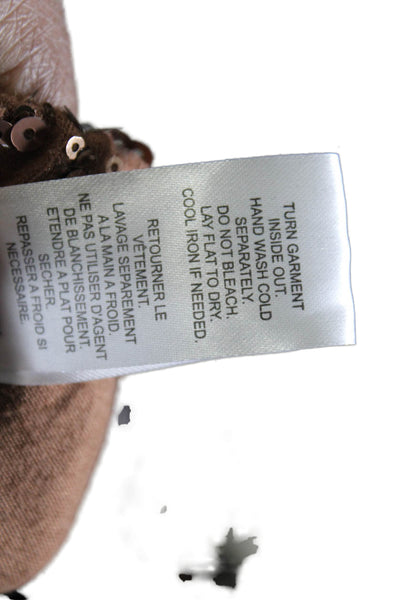 TURN GARMENT
INSIDE OUT.
HAND WASH COLD
SEPARATELY.
DO NOT BLEACH.
LAY FLAT TO DRY.
COOL IRON IF NEEDED.
RETOURNER LE
VÊTEMENT.
LAVAGE SEPAREMENT
A LA MAIN A FROID.
NE PAS UTILISER D'AGENT
DE BLANCHISSEMENT.
ETENDRE A PLAT POUR
SECHER.
REPASSER A FROID SI
NECESSAIRE.